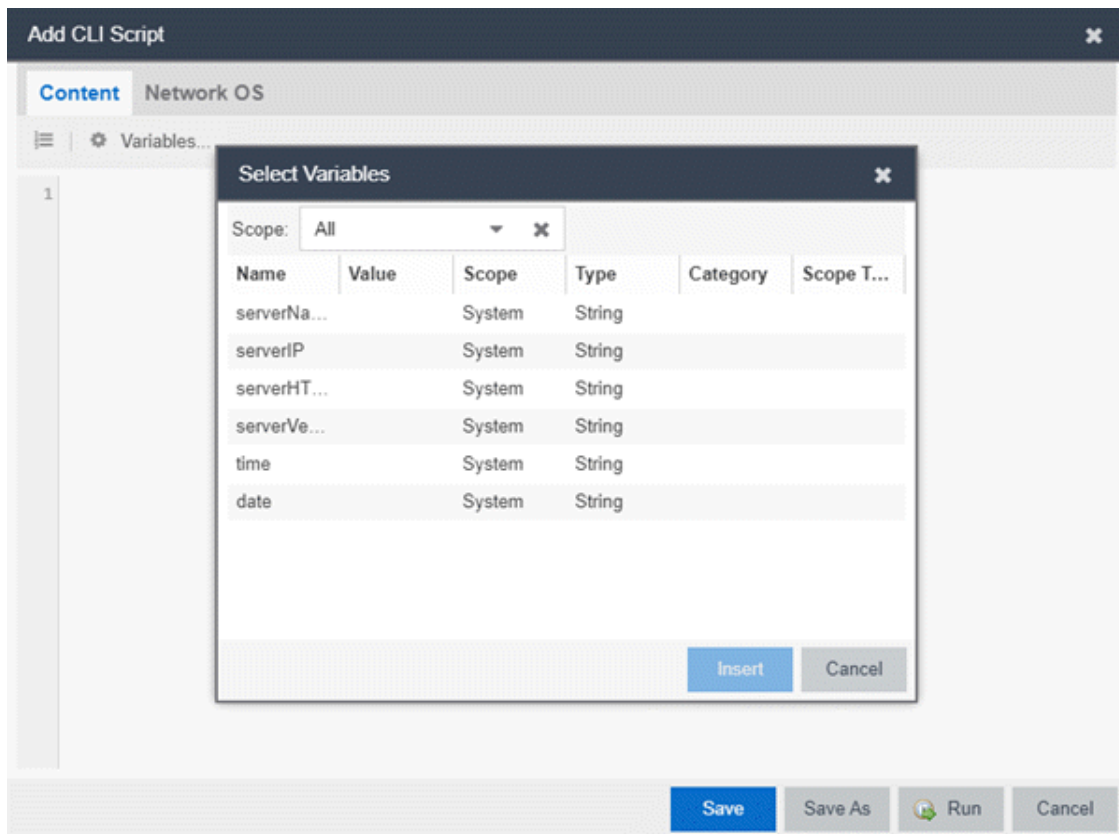 Add CLI Script
Content Network OS
Variables...
1
Select Variables
Scope: All
Name Value Scope Type Category Scope T...
serverNa... System String
serverIP System String
serverHT... System String
serverVe... System String
time System String
date System String
Insert Cancel
Save Save As Run Cancel